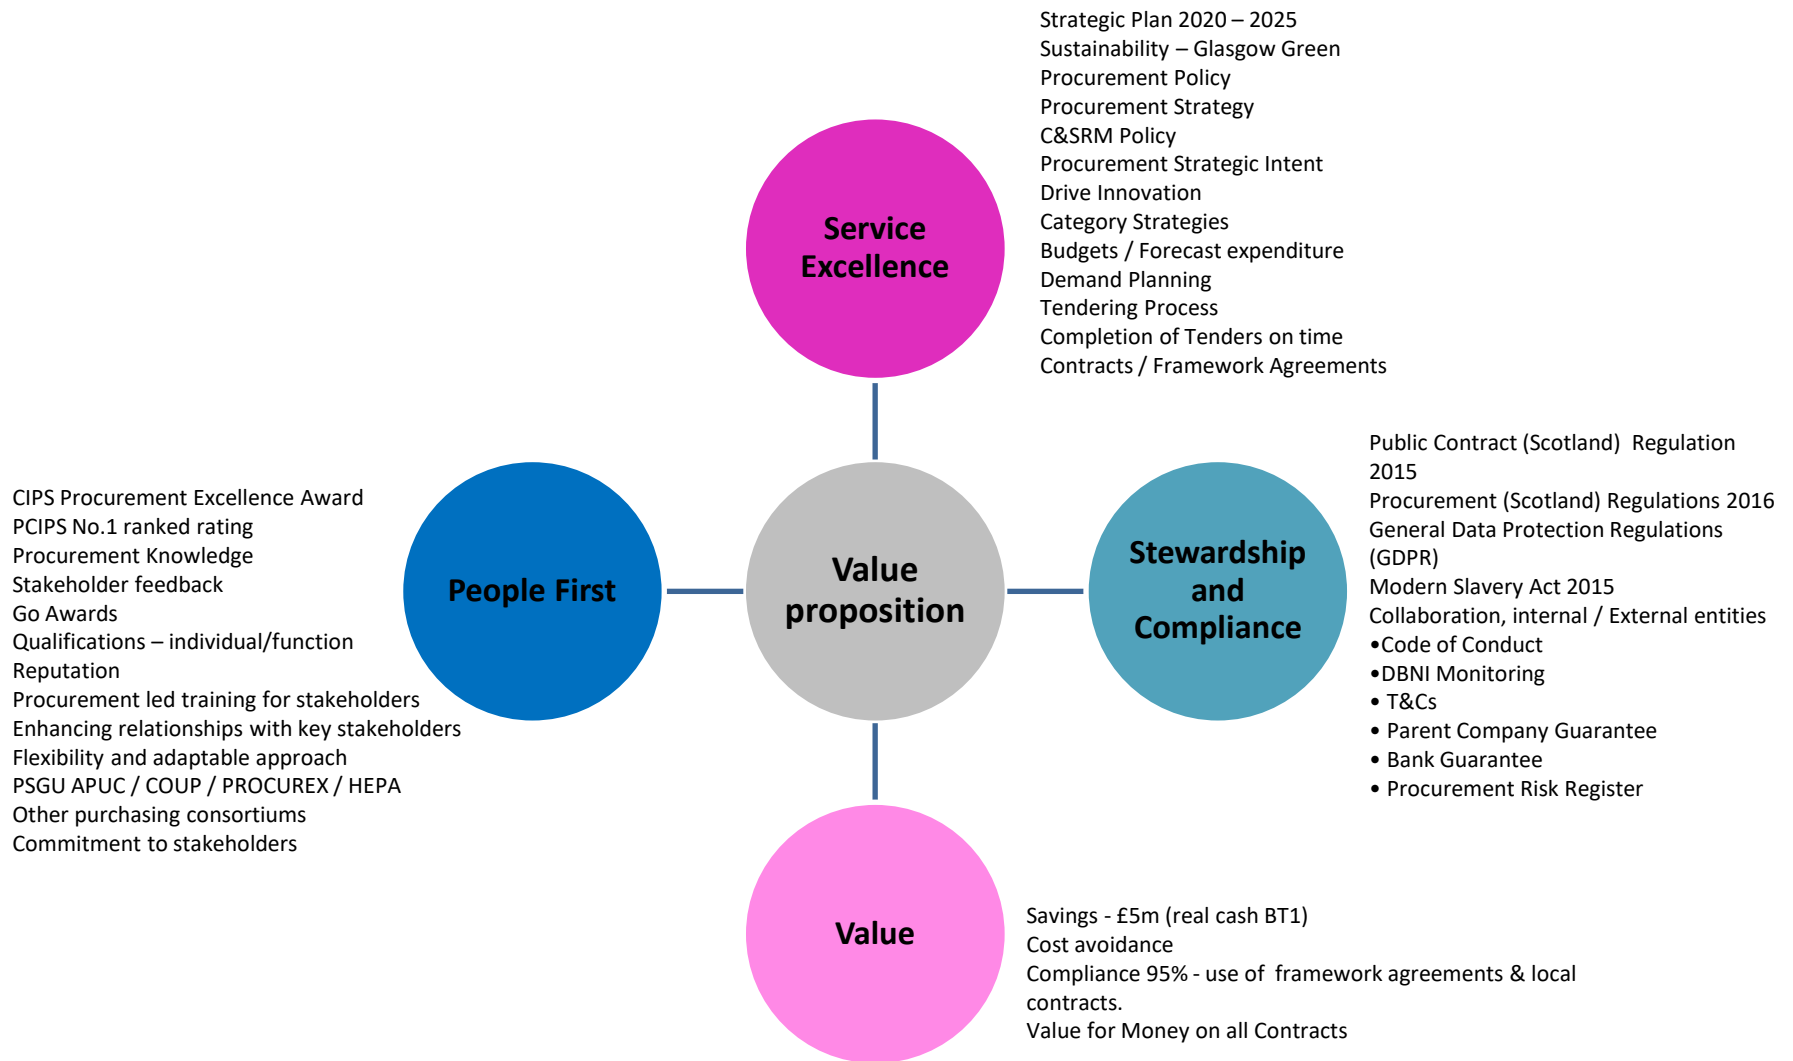 Strategic Plan 2020 – 2025
Sustainability – Glasgow Green
Procurement Policy
Procurement Strategy
C&SRM Policy
Procurement Strategic Intent
Drive Innovation
Category Strategies
Budgets / Forecast expenditure
Demand Planning
Tendering Process
Completion of Tenders on time
Contracts / Framework Agreements
Service
Excellence
CIPS Procurement Excellence Award
PCIPS No.1 ranked rating
Procurement Knowledge
Stakeholder feedback
Go Awards
Qualifications – individual/function
Reputation
Procurement led training for stakeholders
Enhancing relationships with key stakeholders
Flexibility and adaptable approach
PSGU APUC / COUP / PROCUREX / HEPA
Other purchasing consortiums
Commitment to stakeholders
People First
Value
proposition
Stewardship
and
Compliance
Public Contract (Scotland)  Regulation
2015
Procurement (Scotland) Regulations 2016
General Data Protection Regulations
(GDPR)
Modern Slavery Act 2015
Collaboration, internal / External entities
•Code of Conduct
•DBNI Monitoring
• T&Cs
• Parent Company Guarantee
• Bank Guarantee
• Procurement Risk Register
Value
Savings - £5m (real cash BT1)
Cost avoidance
Compliance 95% - use of  framework agreements & local
contracts.
Value for Money on all Contracts